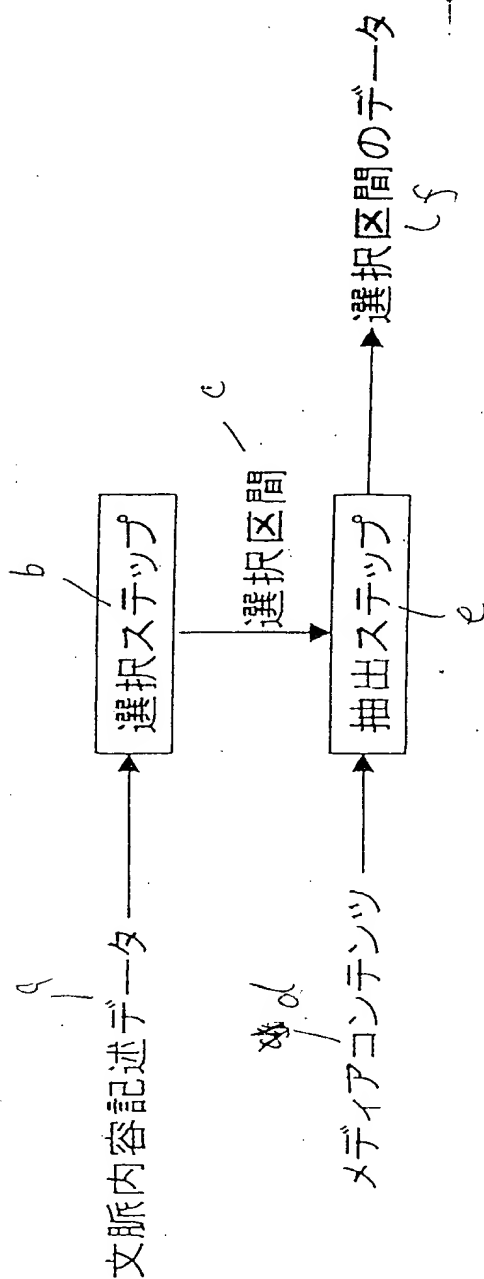 a
文脈内容記述データ
b
選択ステップ
c
選択区間
d
メディアコンテンツ
e
抽出ステップ
選択区間のデータ
f